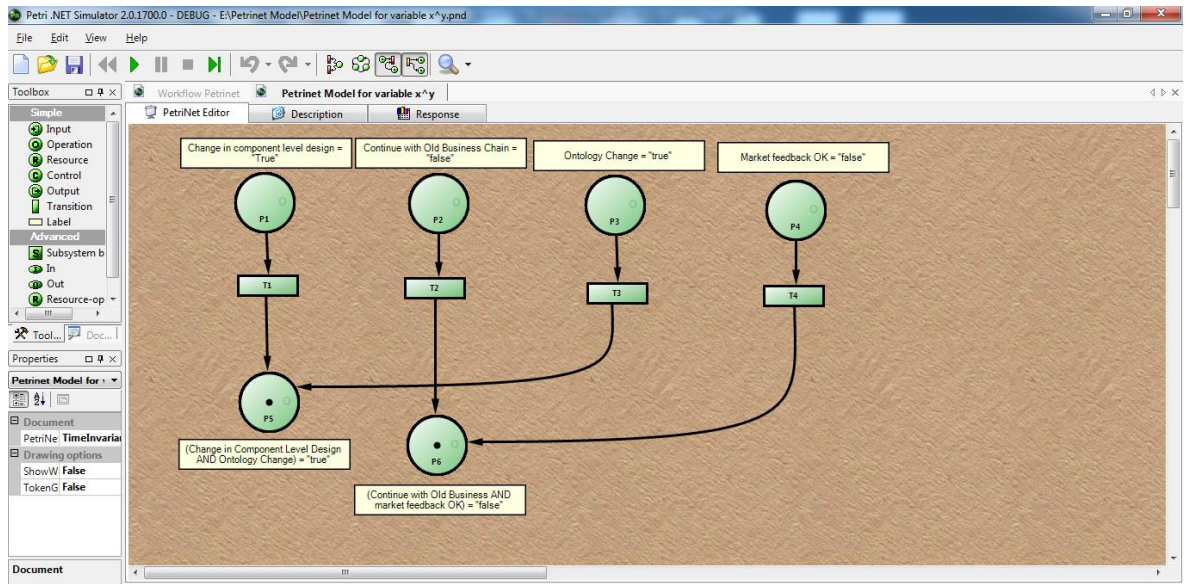 Petri .NET Simulator 2.0.1700.0 - DEBUG - E:\Petrinet Model\Petrinet Model for variable x^y.pnd
File Edit View Help
Toolbox
Workflow Petrinet
Petrinet Model for variable x^y
PetriNet Editor
Description
Response
Simple
Input
Operation
Resource
Control
Output
Transition
Label
Advanced
Subsystem b
In
Out
Resource-op
Tool...
Doc...
Properties
Petrinet Model for
Document
PetriNe TimeInvaria
Drawing options
ShowW False
TokenG False
Document
Change in component level design =
"True"
Continue with Old Business Chain =
"false"
Ontology Change = "true"
Market feedback OK = "false"
P1
P2
P3
P4
T1
T2
T3
T4
P5
P6
(Change in Component Level Design
AND Ontology Change) = "true"
(Continue with Old Business AND
market feedback OK) = "false"